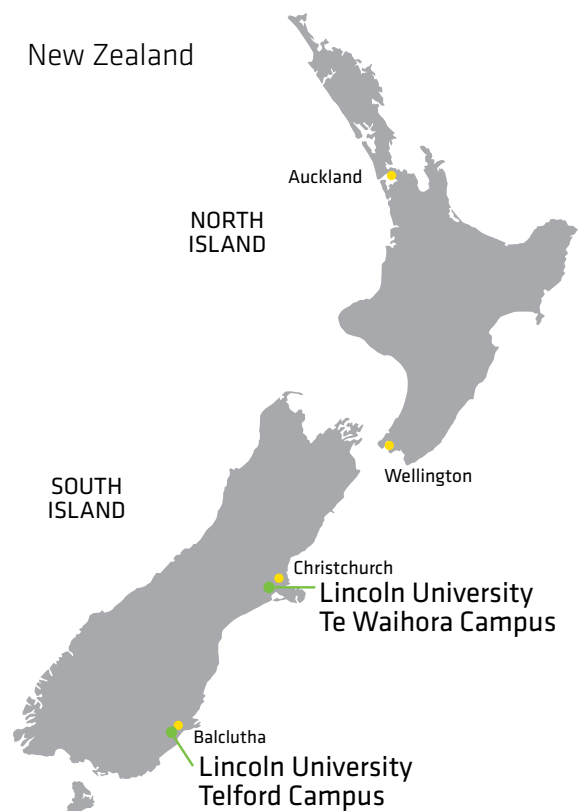 New Zealand
Auckland
NORTH
ISLAND
Wellington
SOUTH
ISLAND
Christchurch
Lincoln University
Te Waihora Campus
Balclutha
Lincoln University
Telford Campus